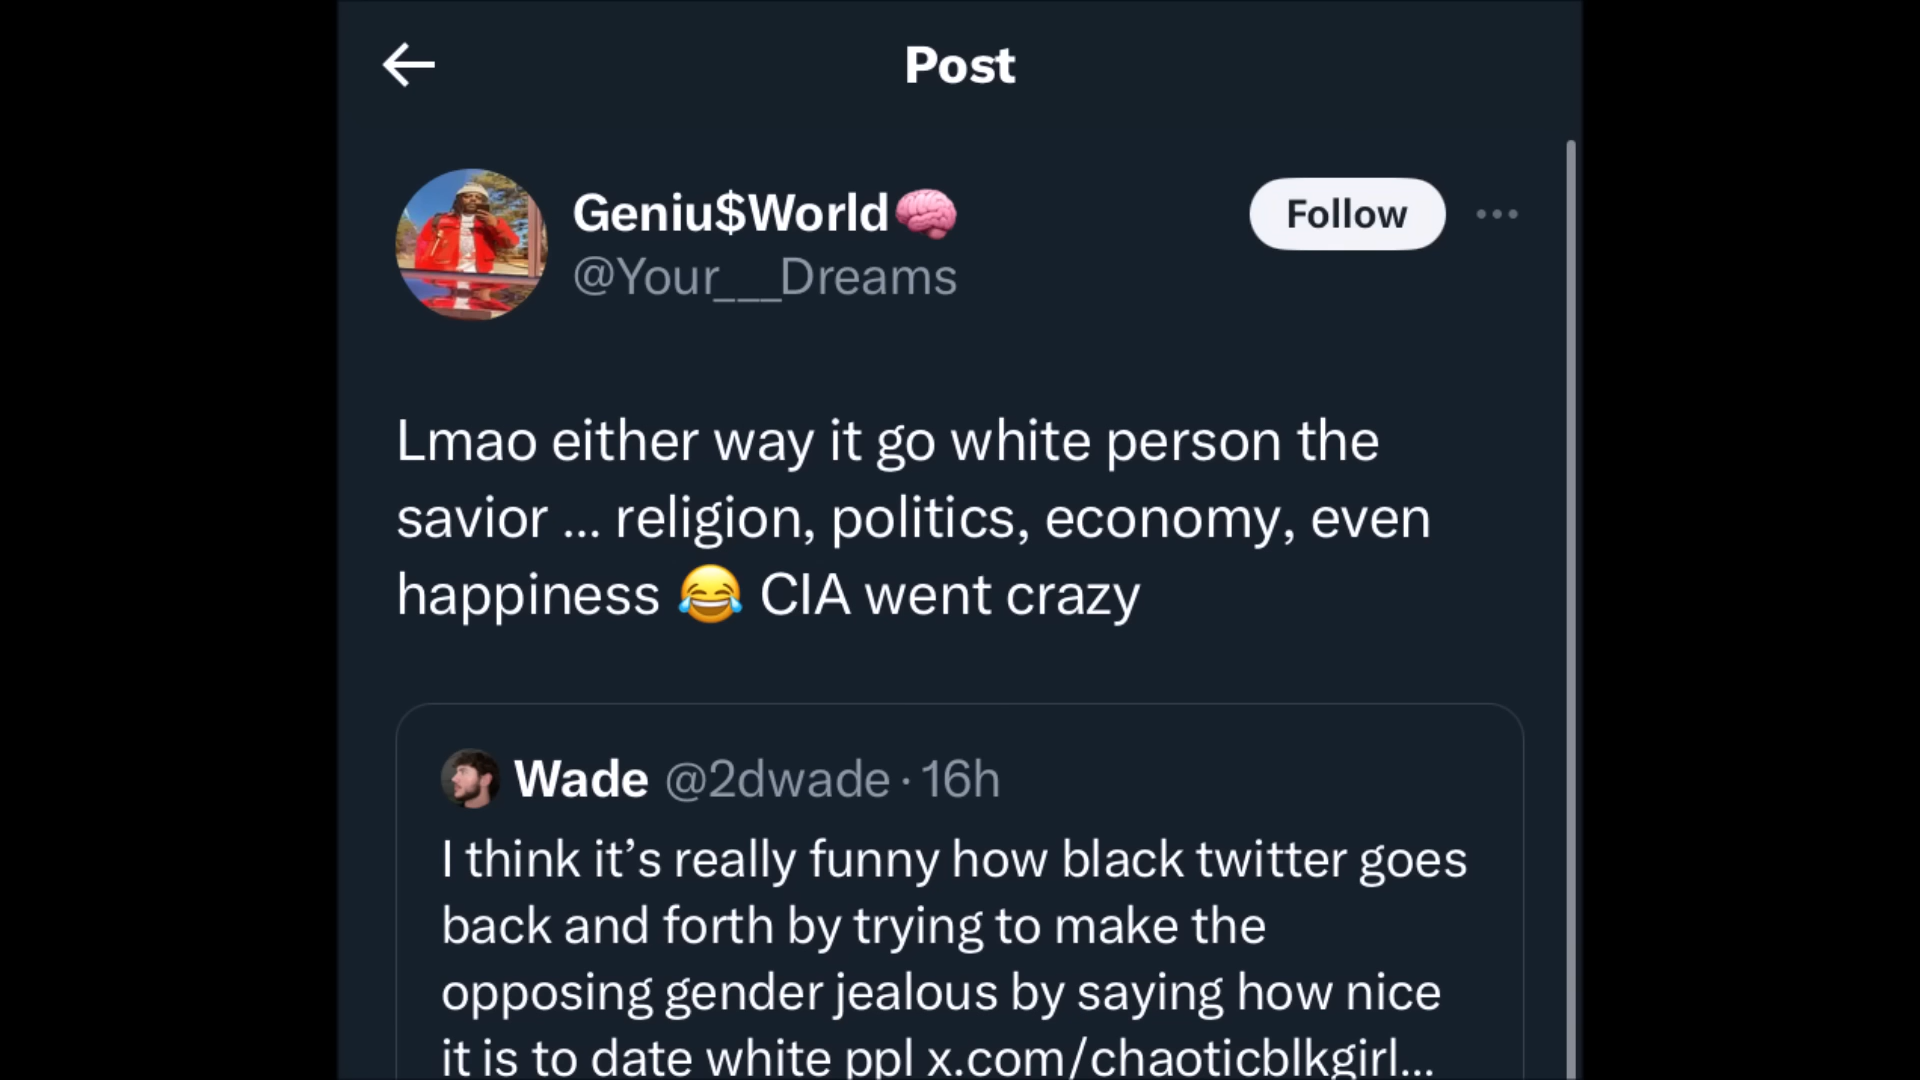 Post
Geniu$World🧠
Follow
@Your___Dreams
Lmao either way it go white person the
savior ... religion, politics, economy, even
happiness 😂 CIA went crazy
Wade @2dwade · 16h
I think it’s really funny how black twitter goes
back and forth by trying to make the
opposing gender jealous by saying how nice
it is to date white ppl x.com/chaoticblkgirl...